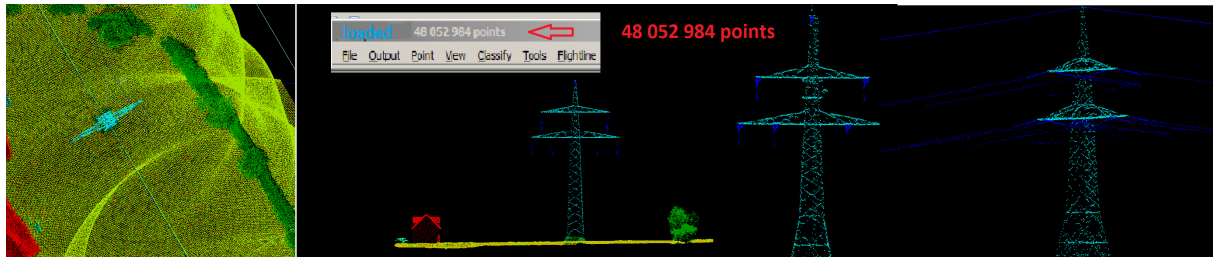 loaded 48 052 984 points
48 052 984 points
File Output Point View Classify Tools Flightline